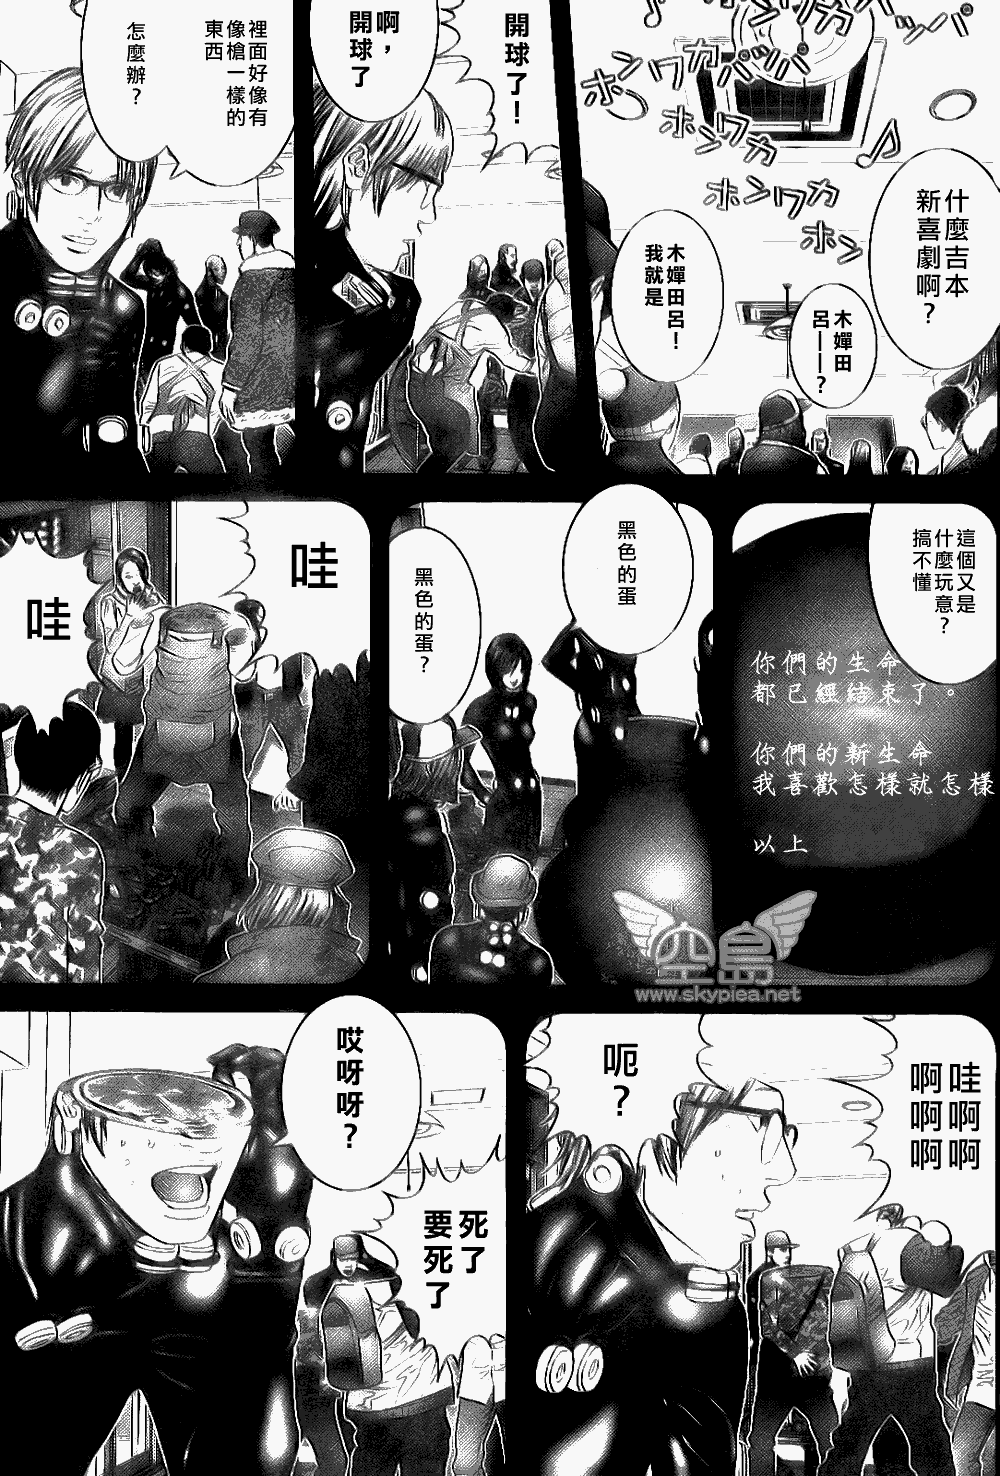 ホンワカパッパ
ホンワカパッパ
ホンワカ
ホンワカ
ホン
什麼吉本
新喜劇啊？
木嬋田
呂——？
木嬋田呂！
我就是
開球了！
啊，
開球了
裡面好像有
像槍一樣的
東西
怎麼辦？
這個又是
什麼玩意？
搞不懂
你們的生命
都已經結束了。
你們的新生命
我喜歡怎樣就怎樣
以上
黑色的蛋
黑色的蛋？
哇
哇
空島
www.skypiea.net
哇啊啊
啊啊啊
呃？
哎呀呀？
死了
要死了